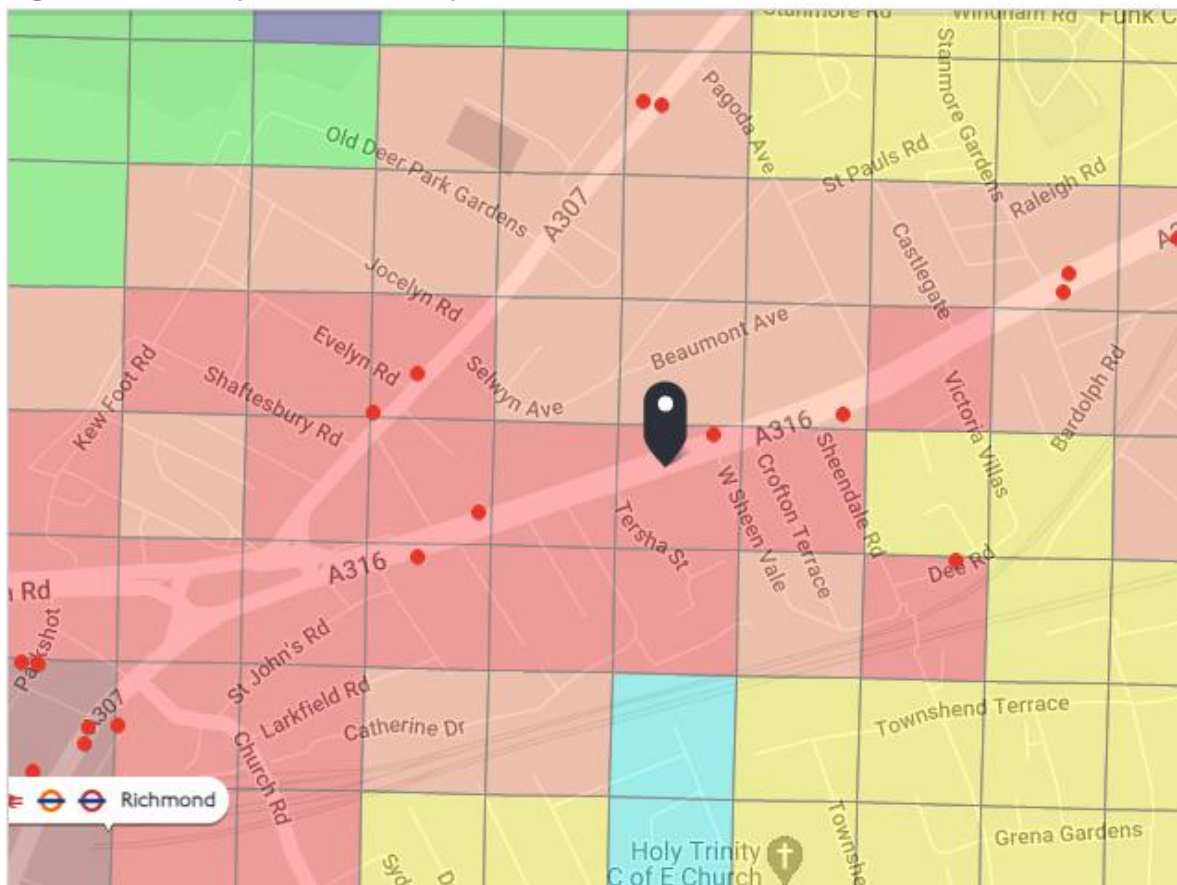 Stanmore Rd
Windham Rd
Funk
Stanmore Gardens
Pagoda Ave
Old Deer Park Gardens
St Pauls Rd
Raleigh Rd
A307
Castlegate
Jocelyn Rd
Evelyn Rd
Beaumont Ave
Kew Foot Rd
Shaftesbury Rd
Selwyn Ave
Victoria Villas
Bardolph Rd
A316
Sheendale Rd
Crofton Terrace
W Sheen Vale
Tersha St
A316
Dee Rd
Rd
Parkshot
St John's Rd
Larkfield Rd
A307
Catherine Dr
Church Rd
Townshend Terrace
Richmond
Grena Gardens
Holy Trinity
C of E Church